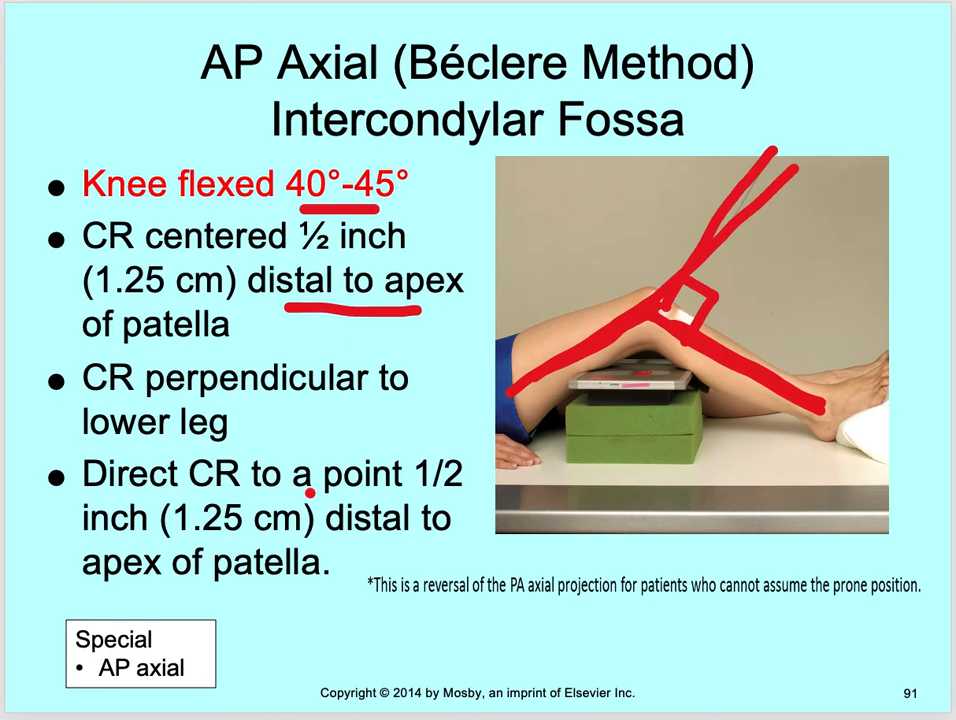 AP Axial (Béclere Method)
Intercondylar Fossa
● Knee flexed 40°-45°
● CR centered ½ inch
(1.25 cm) distal to apex
of patella
● CR perpendicular to
lower leg
● Direct CR to a point 1/2
inch (1.25 cm) distal to
apex of patella.
*This is a reversal of the PA axial projection for patients who cannot assume the prone position.
Special
• AP axial
Copyright © 2014 by Mosby, an imprint of Elsevier Inc.
91